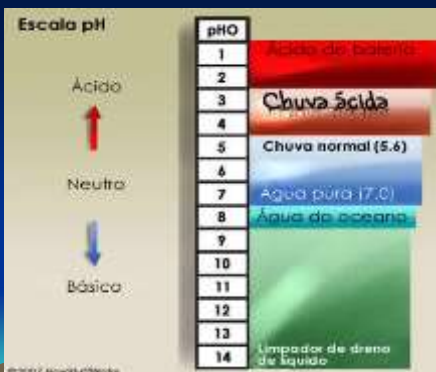 Escala pH
pHO
1
Ácido de bateria
2
Ácido
3
Chuva ácida
4
5
Chuva normal (5.6)
6
Neutro
7
Água pura (7.0)
8
Água do oceano
9
10
Básico
11
12
13
14
Limpador de dreno
de líquido